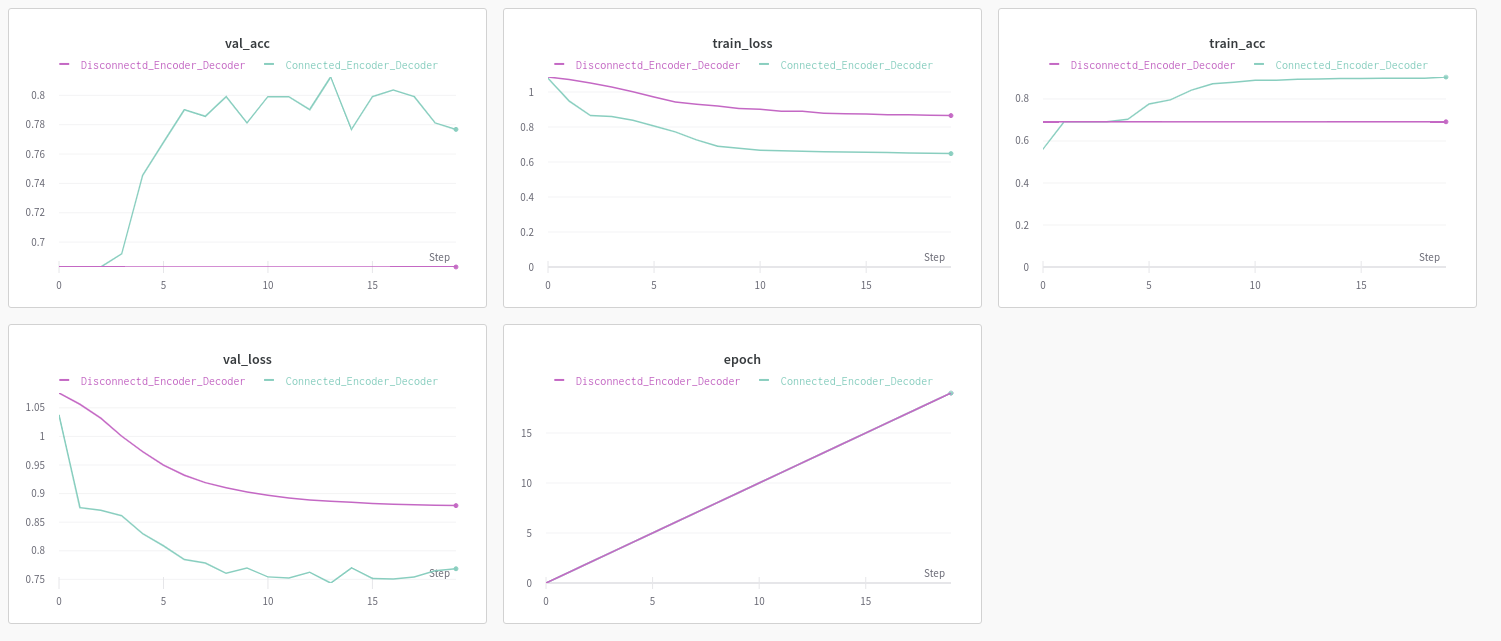 val_acc
Disconnectd_Encoder_Decoder Connected_Encoder_Decoder
0.8
0.78
0.76
0.74
0.72
0.7
Step
0 5 10 15
train_loss
Disconnectd_Encoder_Decoder Connected_Encoder_Decoder
1
0.8
0.6
0.4
0.2
0
Step
0 5 10 15
train_acc
Disconnectd_Encoder_Decoder Connected_Encoder_Decoder
0.8
0.6
0.4
0.2
0
Step
0 5 10 15
val_loss
Disconnectd_Encoder_Decoder Connected_Encoder_Decoder
1.05
1
0.95
0.9
0.85
0.8
0.75
Step
0 5 10 15
epoch
Disconnectd_Encoder_Decoder Connected_Encoder_Decoder
15
10
5
0
Step
0 5 10 15